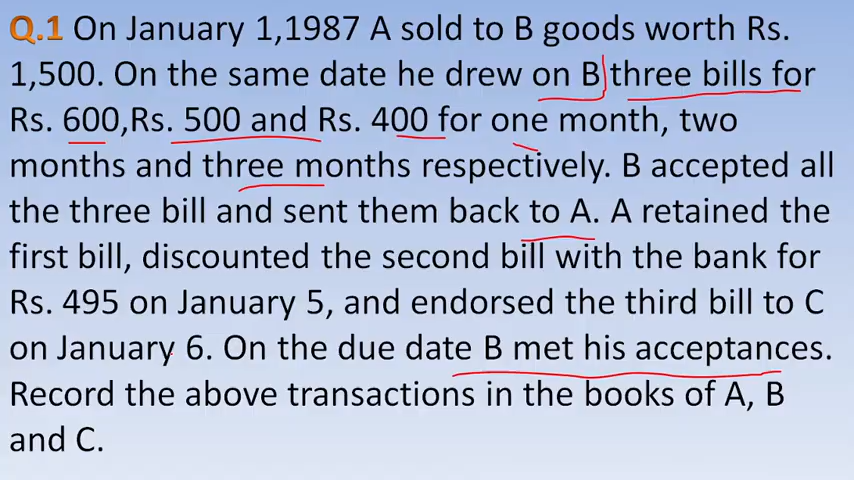 Q.1 On January 1,1987 A sold to B goods worth Rs.
1,500. On the same date he drew on B three bills for
Rs. 600,Rs. 500 and Rs. 400 for one month, two
months and three months respectively. B accepted all
the three bill and sent them back to A. A retained the
first bill, discounted the second bill with the bank for
Rs. 495 on January 5, and endorsed the third bill to C
on January 6. On the due date B met his acceptances.
Record the above transactions in the books of A, B
and C.